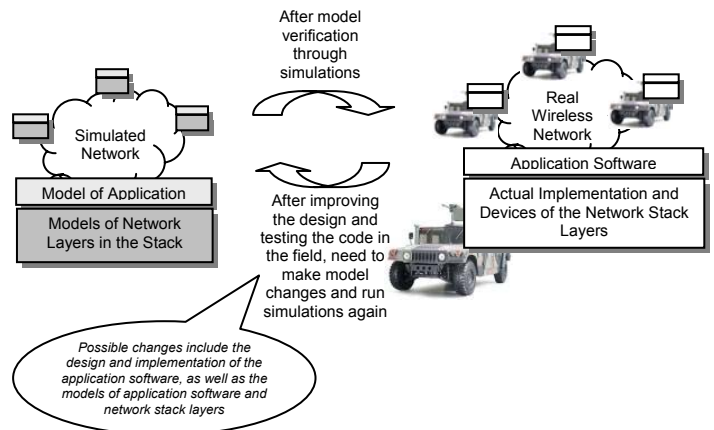 After model
verification
through
simulations
Simulated
Network
Real
Wireless
Network
Model of Application
Models of Network
Layers in the Stack
Application Software
Actual Implementation and
Devices of the Network Stack
Layers
After improving
the design and
testing the code in
the field, need to
make model
changes and run
simulations again
Possible changes include the
design and implementation of the
application software, as well as the
models of application software and
network stack layers